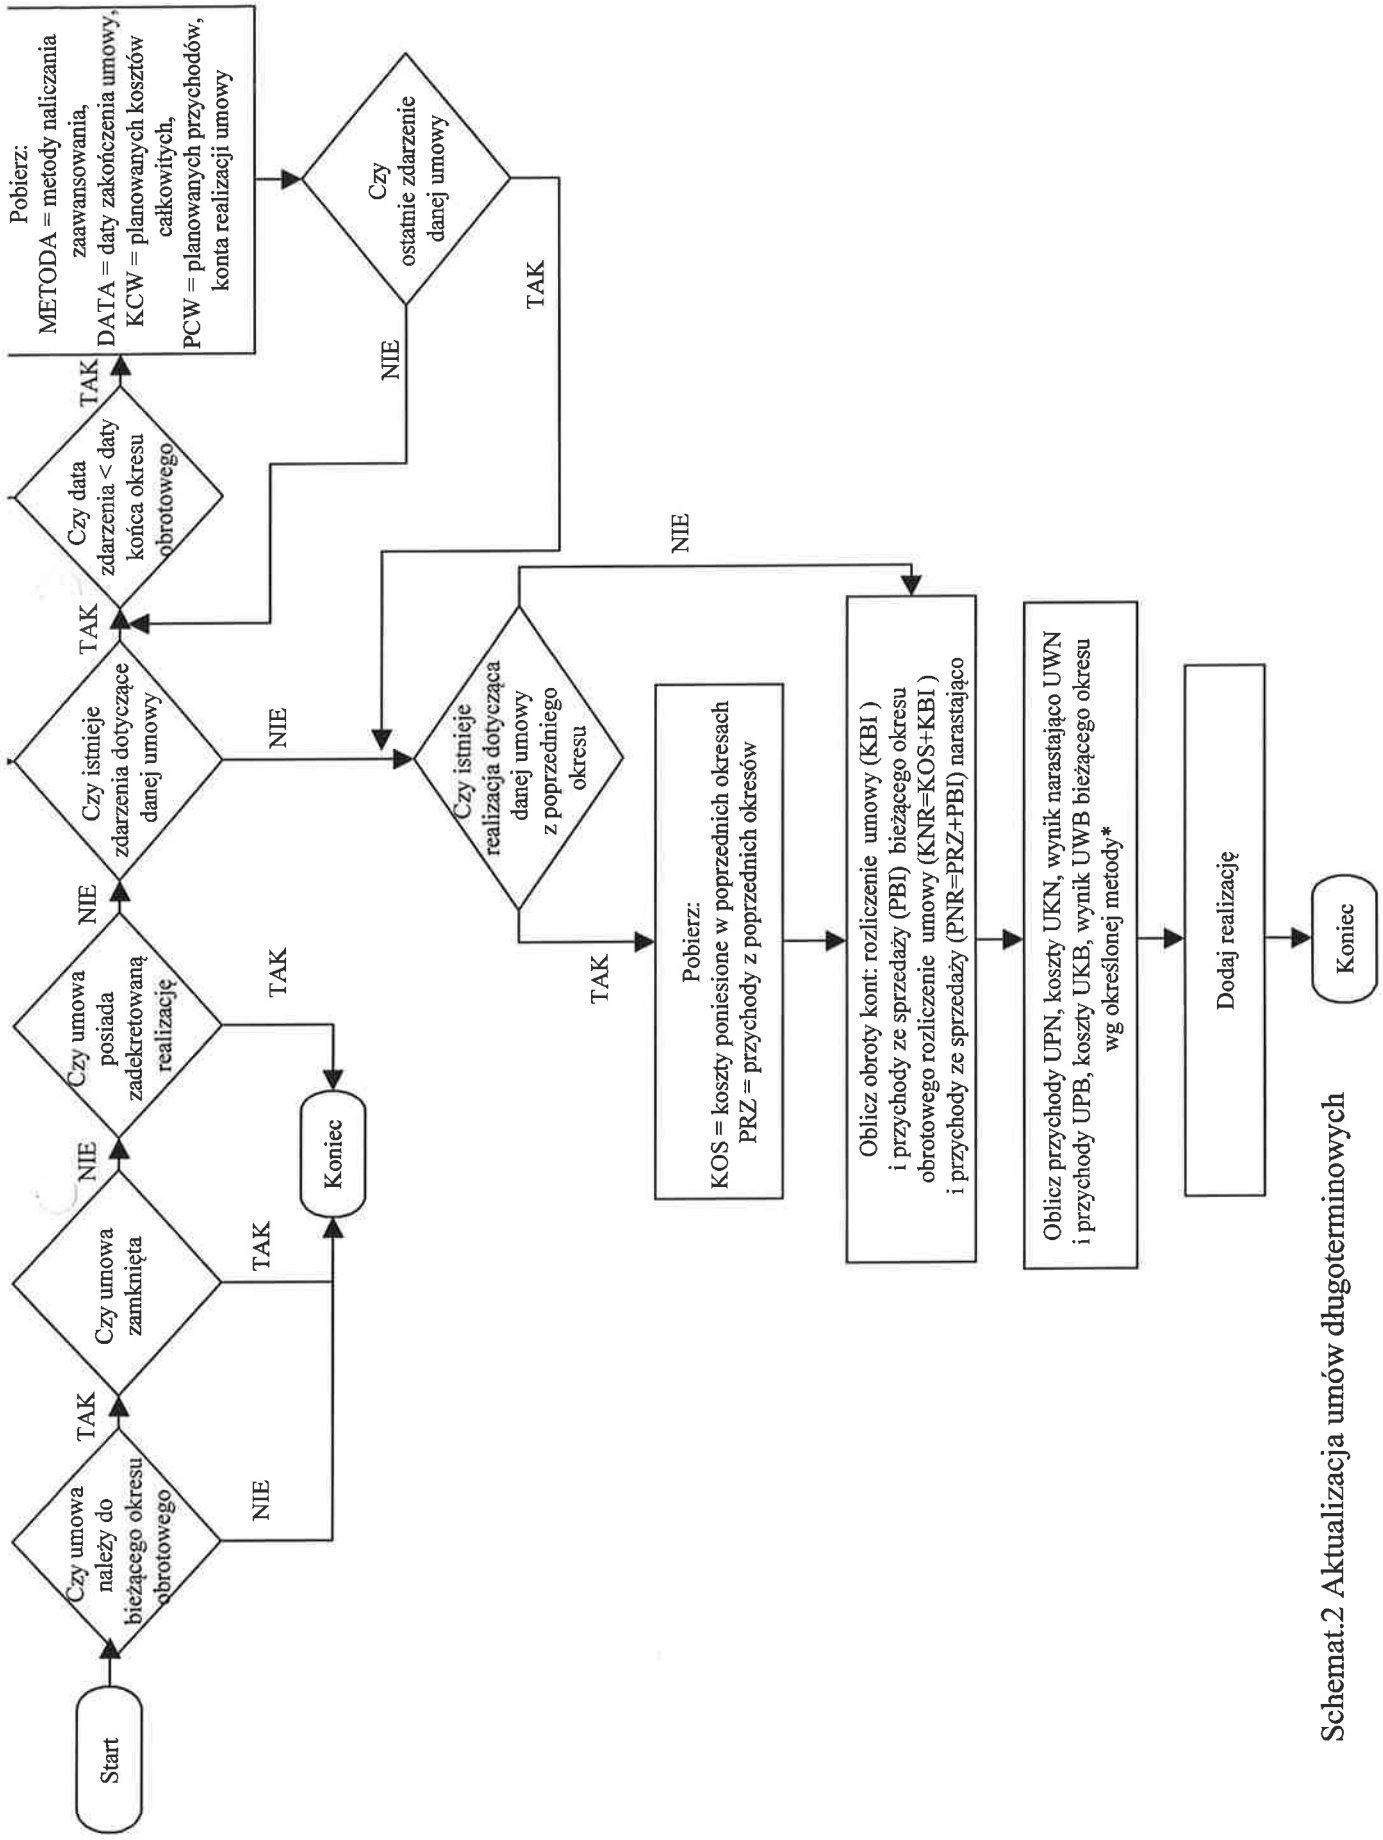 Start
Czy umowa
należy do
bieżącego okresu
obrotowego
TAK
NIE
Czy umowa
zamknięta
NIE
TAK
Koniec
Czy umowa
posiada
zadekretowaną
realizację
NIE
TAK
Czy istnieje
zdarzenia dotyczące
danej umowy
TAK
NIE
Czy data
zdarzenia < daty
końca okresu
obrotowego
TAK
Pobierz:
METODA = metody naliczania
zaawansowania,
DATA = daty zakończenia umowy,
KCW = planowanych kosztów
całkowitych,
PCW = planowanych przychodów,
konta realizacji umowy
Czy
ostatnie zdarzenie
danej umowy
NIE
TAK
Czy istnieje
realizacja dotycząca
danej umowy
z poprzedniego
okresu
TAK
NIE
Pobierz:
KOS = koszty poniesione w poprzednich okresach
PRZ = przychody z poprzednich okresów
Oblicz obroty kont: rozliczenie umowy (KBI )
i przychody ze sprzedaży (PBI) bieżącego okresu
obrotowego rozliczenie umowy (KNR=KOS+KBI )
i przychody ze sprzedaży (PNR=PRZ+PBI) narastająco
Oblicz przychody UPN, koszty UKN, wynik narastająco UWN
i przychody UPB, koszty UKB, wynik UWB bieżącego okresu
wg określonej metody*
Dodaj realizację
Koniec
Schemat.2 Aktualizacja umów długoterminowych